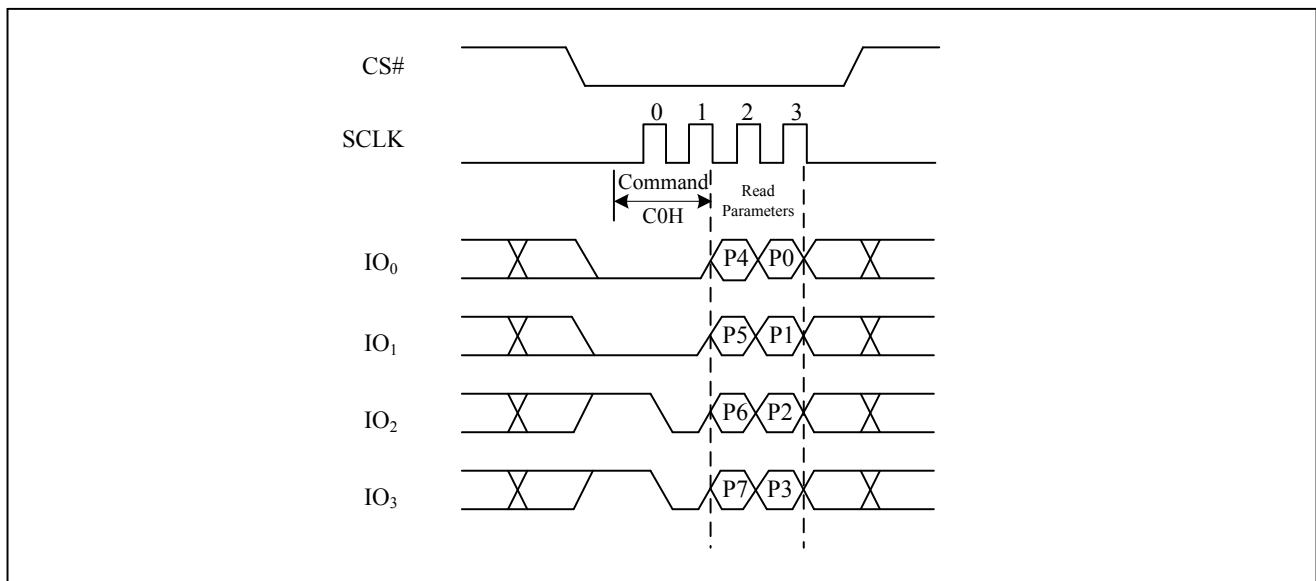 CS#
0 1 2 3
SCLK
Command
C0H
Read
Parameters
IO₀ P4 P0
IO₁ P5 P1
IO₂ P6 P2
IO₃ P7 P3